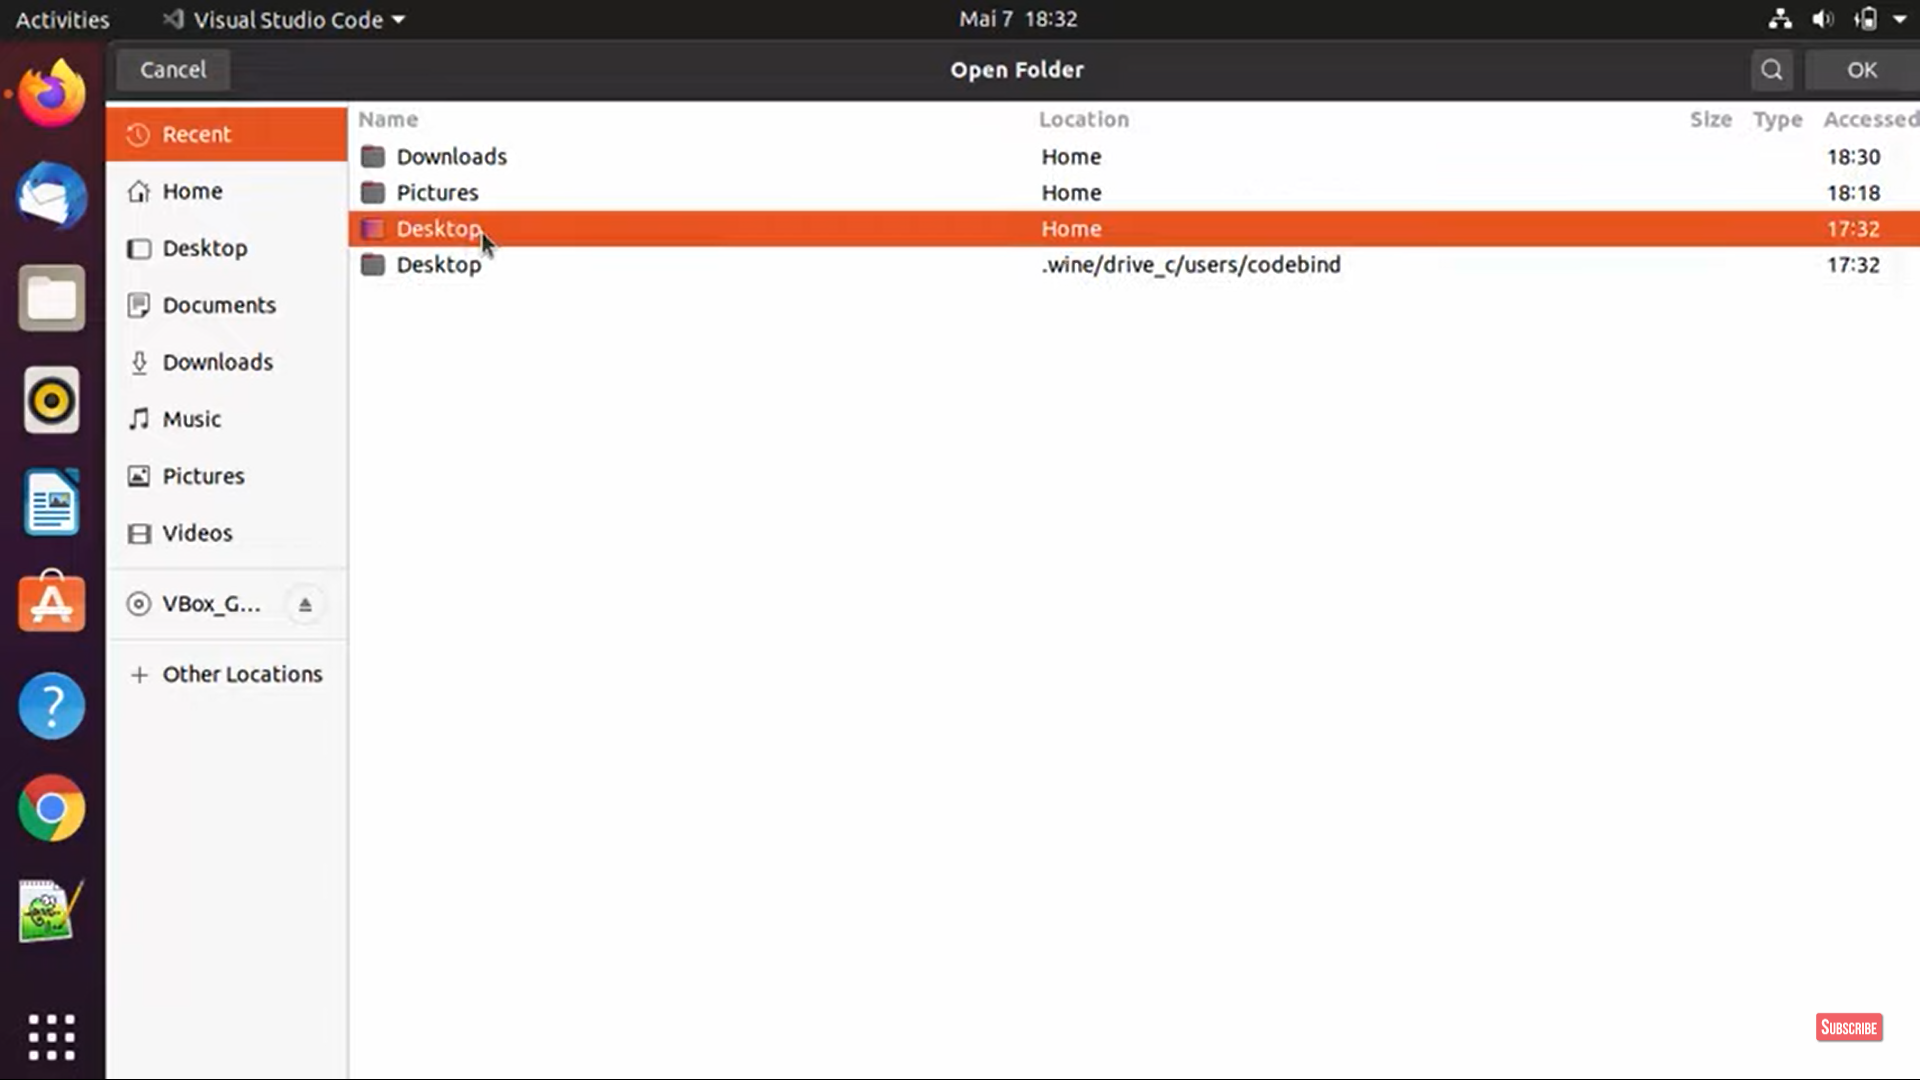 Activities Visual Studio Code Mai 7 18:32
Cancel Open Folder OK
Recent
Home
Desktop
Documents
Downloads
Music
Pictures
Videos
VBox_G...
Other Locations
Name Location Size Type Accessed
Downloads Home 18:30
Pictures Home 18:18
Desktop Home 17:32
Desktop .wine/drive_c/users/codebind 17:32
SUBSCRIBE